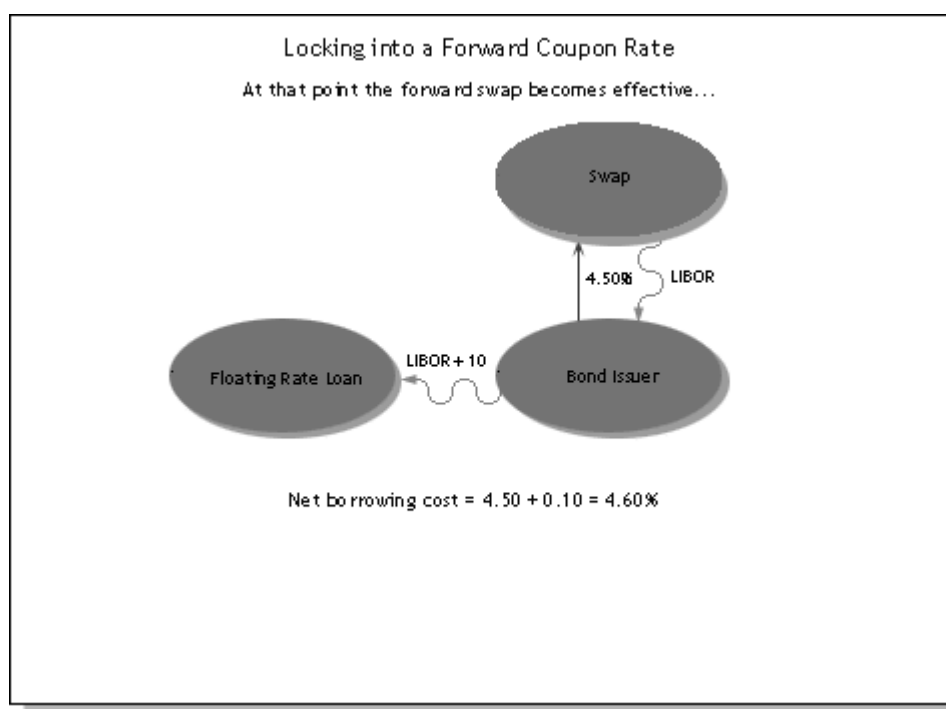 Locking into a Forward Coupon Rate
At that point the forward swap becomes effective...
Swap
4.50%
LIBOR
LIBOR + 10
Floating Rate Loan
Bond Issuer
Net borrowing cost = 4.50 + 0.10 = 4.60%